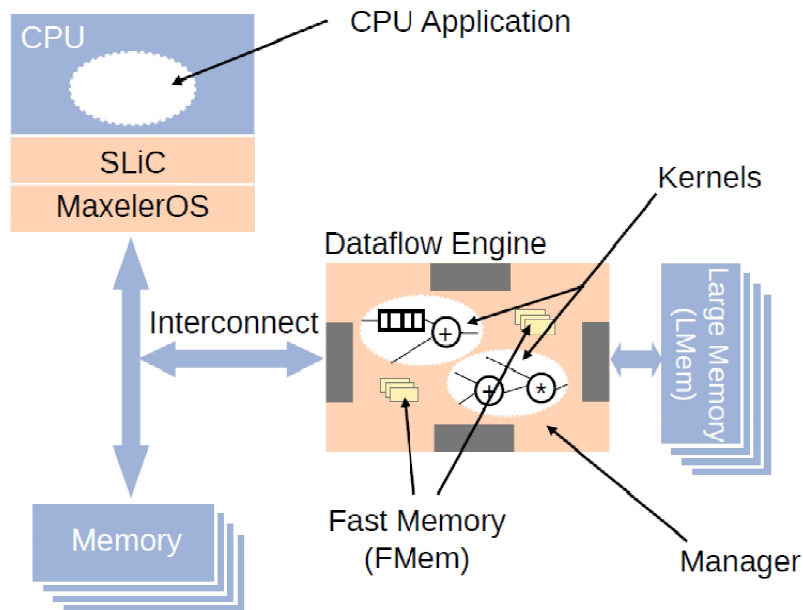 CPU Application
CPU
SLiC
MaxelerOS
Kernels
Dataflow Engine
Interconnect
+
+
*
Large Memory
(LMem)
Memory
Fast Memory
(FMem)
Manager